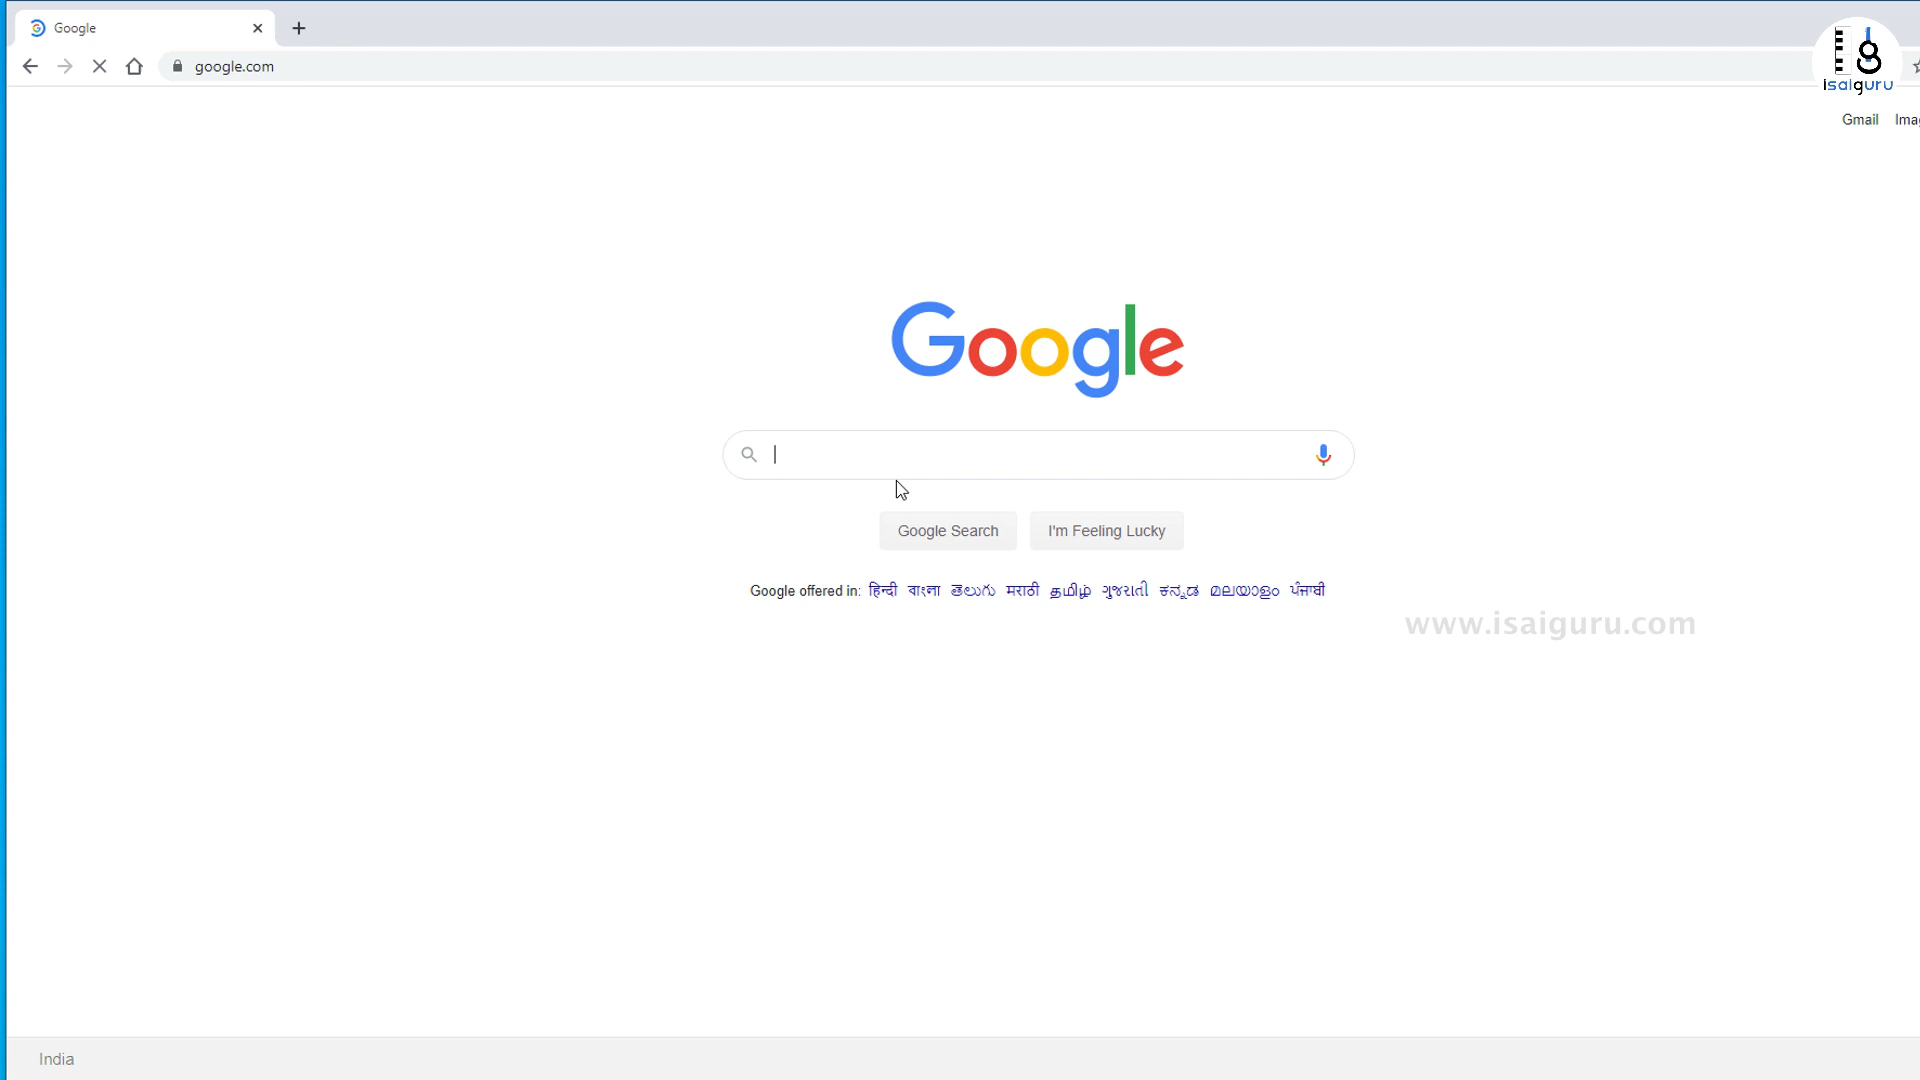 Google
google.com
isaiguru
Gmail Imag
Google
Google Search I'm Feeling Lucky
Google offered in: हिन्दी বাংলা తెలుగు मराठी தமிழ் ગુજરાતી ಕನ್ನಡ മലയാളം ਪੰਜਾਬੀ
www.isaiguru.com
India